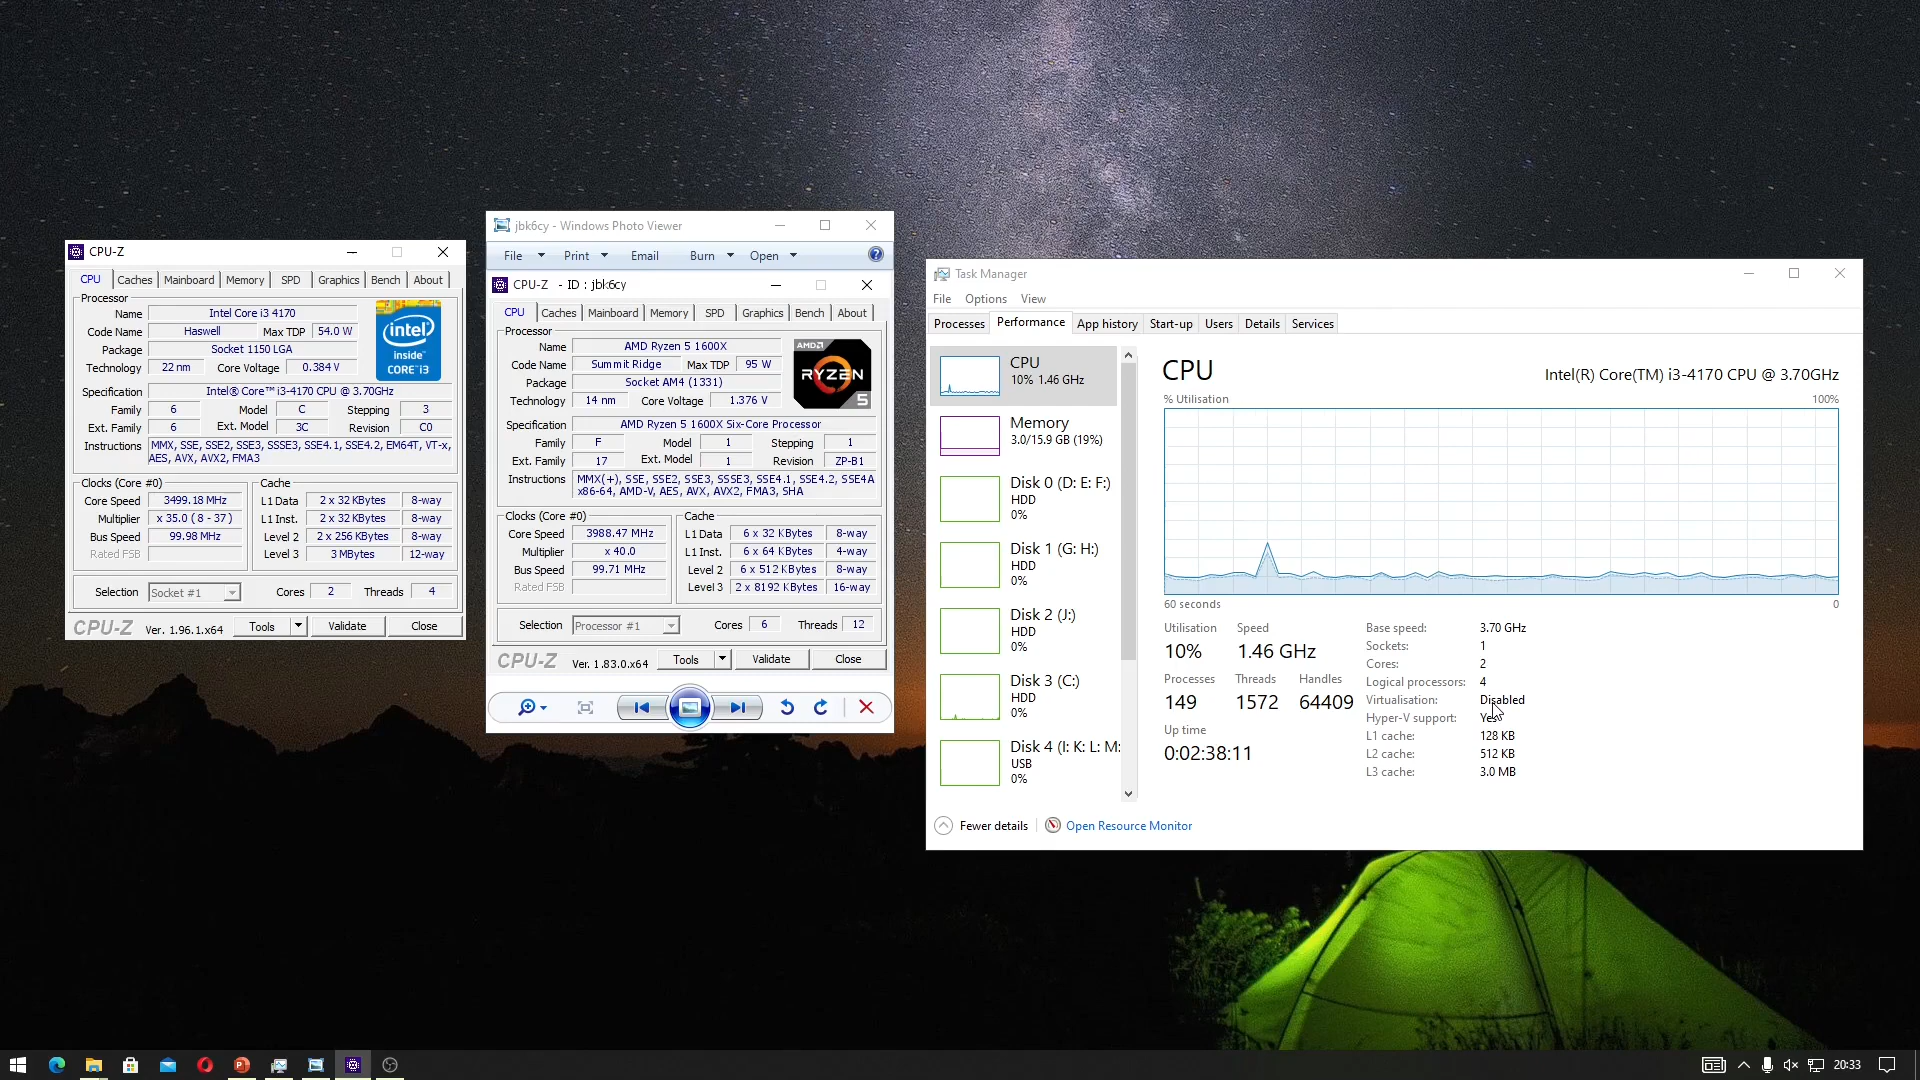 CPU-Z
CPU Caches Mainboard Memory SPD Graphics Bench About
Processor
Name Intel Core i3 4170
Code Name Haswell Max TDP 54.0 W
Package Socket 1150 LGA
Technology 22 nm Core Voltage 0.384 V
intel inside™ CORE™ i3
Specification Intel® Core™ i3-4170 CPU @ 3.70GHz
Family 6 Model C Stepping 3
Ext. Family 6 Ext. Model 3C Revision C0
Instructions MMX, SSE, SSE2, SSE3, SSSE3, SSE4.1, SSE4.2, EM64T, VT-x,
AES, AVX, AVX2, FMA3
Clocks (Core #0) Cache
Core Speed 3499.18 MHz L1 Data 2 x 32 KBytes 8-way
Multiplier x 35.0 ( 8 - 37 ) L1 Inst. 2 x 32 KBytes 8-way
Bus Speed 99.98 MHz Level 2 2 x 256 KBytes 8-way
Rated FSB Level 3 3 MBytes 12-way
Selection Socket #1 Cores 2 Threads 4
CPU-Z Ver. 1.96.1.x64 Tools Validate Close
jbk6cy - Windows Photo Viewer
File Print Email Burn Open
CPU-Z - ID : jbk6cy
CPU Caches Mainboard Memory SPD Graphics Bench About
Processor
Name AMD Ryzen 5 1600X
Code Name Summit Ridge Max TDP 95 W
Package Socket AM4 (1331)
Technology 14 nm Core Voltage 1.376 V
AMD RYZEN 5
Specification AMD Ryzen 5 1600X Six-Core Processor
Family F Model 1 Stepping 1
Ext. Family 17 Ext. Model 1 Revision ZP-B1
Instructions MMX(+), SSE, SSE2, SSE3, SSSE3, SSE4.1, SSE4.2, SSE4A
x86-64, AMD-V, AES, AVX, AVX2, FMA3, SHA
Clocks (Core #0) Cache
Core Speed 3988.47 MHz L1 Data 6 x 32 KBytes 8-way
Multiplier x 40.0 L1 Inst. 6 x 64 KBytes 4-way
Bus Speed 99.71 MHz Level 2 6 x 512 KBytes 8-way
Rated FSB Level 3 2 x 8192 KBytes 16-way
Selection Processor #1 Cores 6 Threads 12
CPU-Z Ver. 1.83.0.x64 Tools Validate Close
Task Manager
File Options View
Processes Performance App history Start-up Users Details Services
CPU
10% 1.46 GHz
Memory
3.0/15.9 GB (19%)
Disk 0 (D: E: F:)
HDD
0%
Disk 1 (G: H:)
HDD
0%
Disk 2 (J:)
HDD
0%
Disk 3 (C:)
HDD
0%
Disk 4 (I: K: L: M:
USB
0%
CPU Intel(R) Core(TM) i3-4170 CPU @ 3.70GHz
% Utilisation 100%
60 seconds 0
Utilisation Speed
10% 1.46 GHz
Processes Threads Handles
149 1572 64409
Up time
0:02:38:11
Base speed: 3.70 GHz
Sockets: 1
Cores: 2
Logical processors: 4
Virtualisation: Disabled
Hyper-V support: Yes
L1 cache: 128 KB
L2 cache: 512 KB
L3 cache: 3.0 MB
Fewer details Open Resource Monitor
20:33